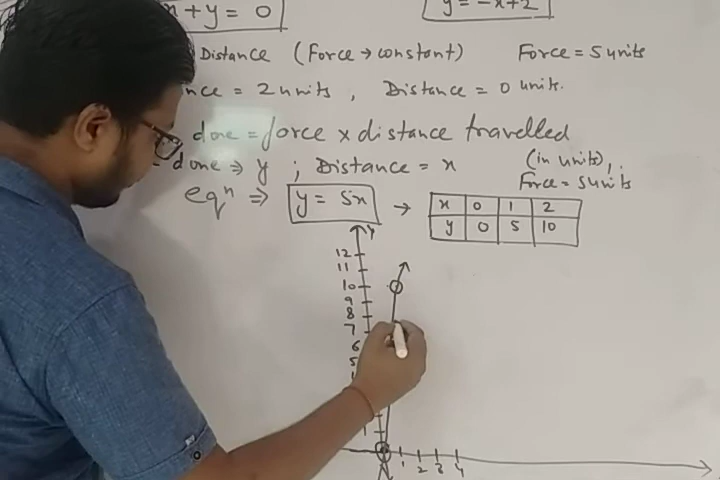 x+y = 0
y = -x+2
Distance (Force → constant) Force = 5 units
nce = 2 units, Distance = 0 units.
done = force × distance travelled
done ⇒ y ; Distance = x (in units),
Force = 5 units
eqⁿ ⇒ y = 5x → x 0 1 2
y 0 5 10
Y
12
11
10
9
8
7
6
5
1
1 2 3 4